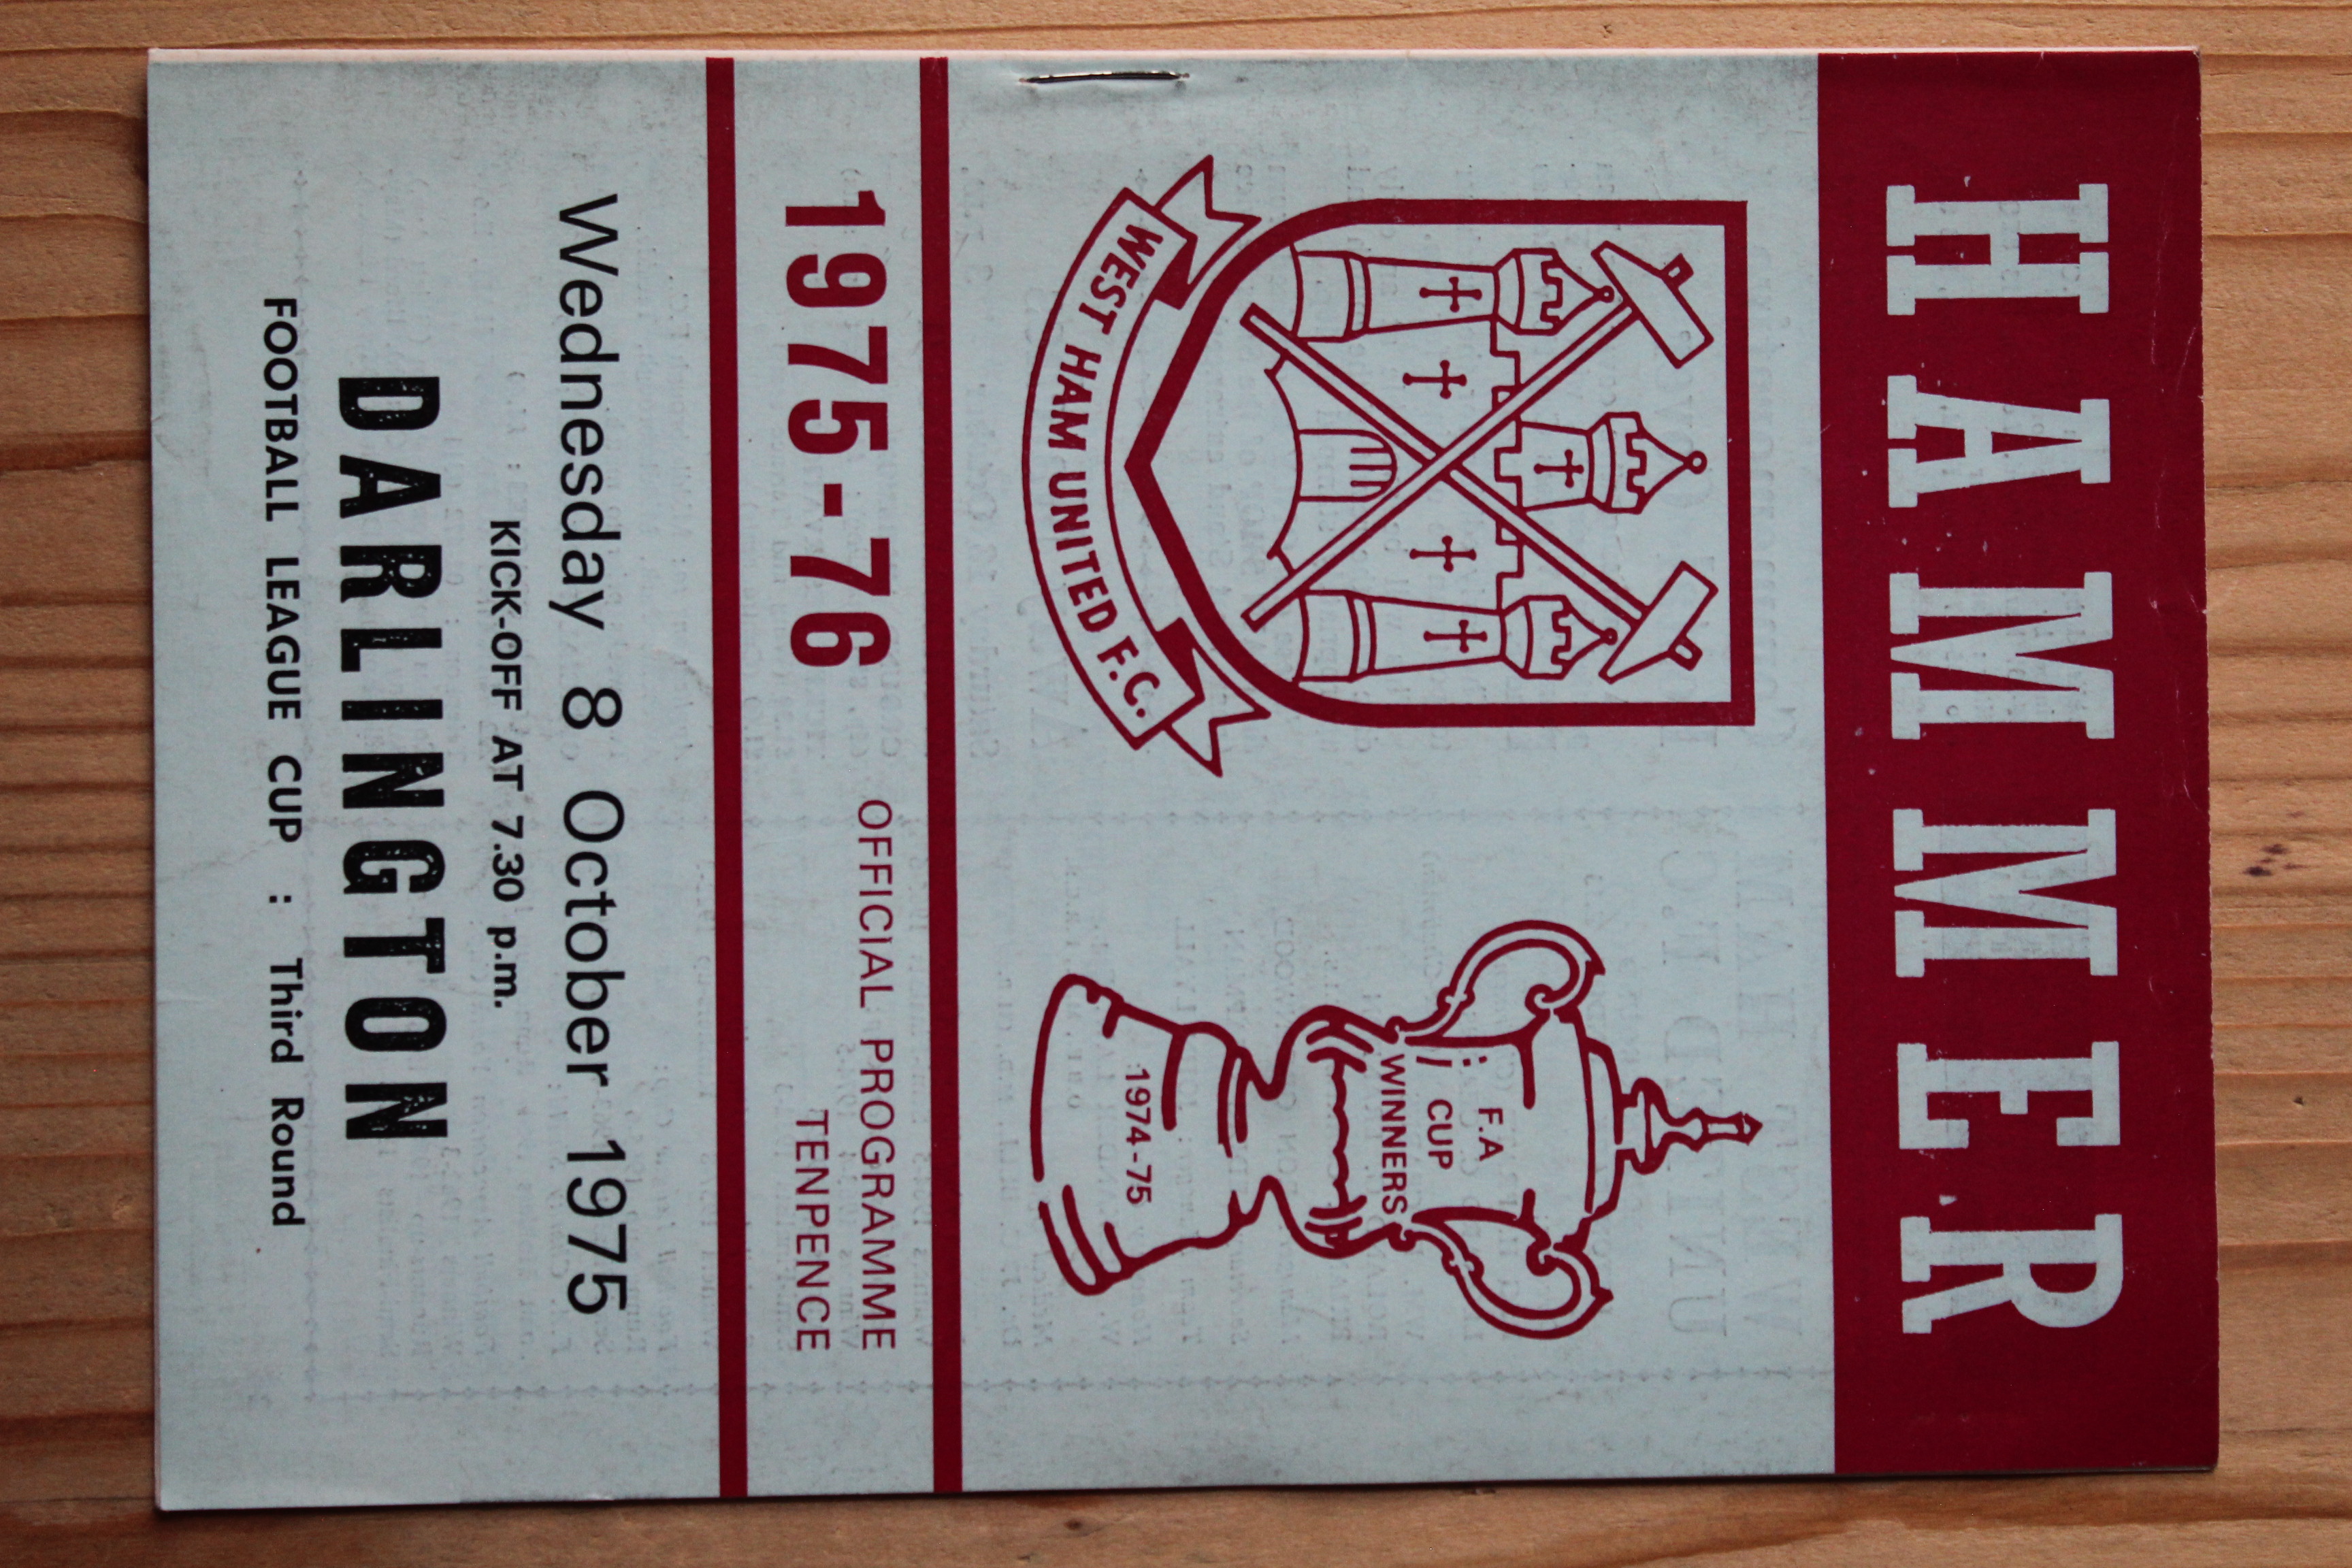 HAMMER
WEST HAM UNITED F.C.
F.A
CUP
WINNERS
1974-75
1975-76
OFFICIAL PROGRAMME
TENPENCE
Wednesday 8 October 1975
KICK-OFF AT 7.30 p.m.
DARLINGTON
FOOTBALL LEAGUE CUP : Third Round